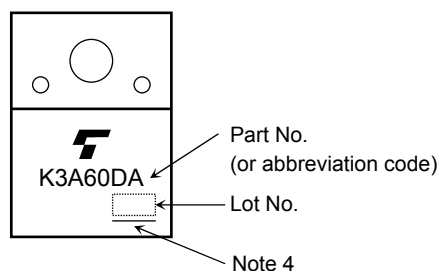 K3A60DA
Part No.
(or abbreviation code)
Lot No.
Note 4